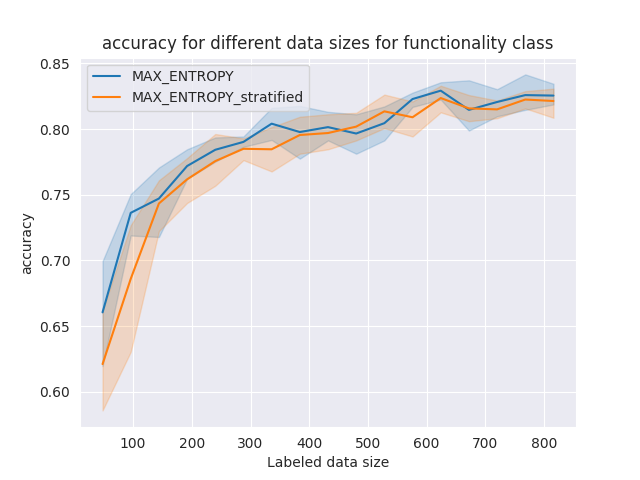 accuracy for different data sizes for functionality class
MAX_ENTROPY
MAX_ENTROPY_stratified
accuracy
0.85
0.80
0.75
0.70
0.65
0.60
100 200 300 400 500 600 700 800
Labeled data size